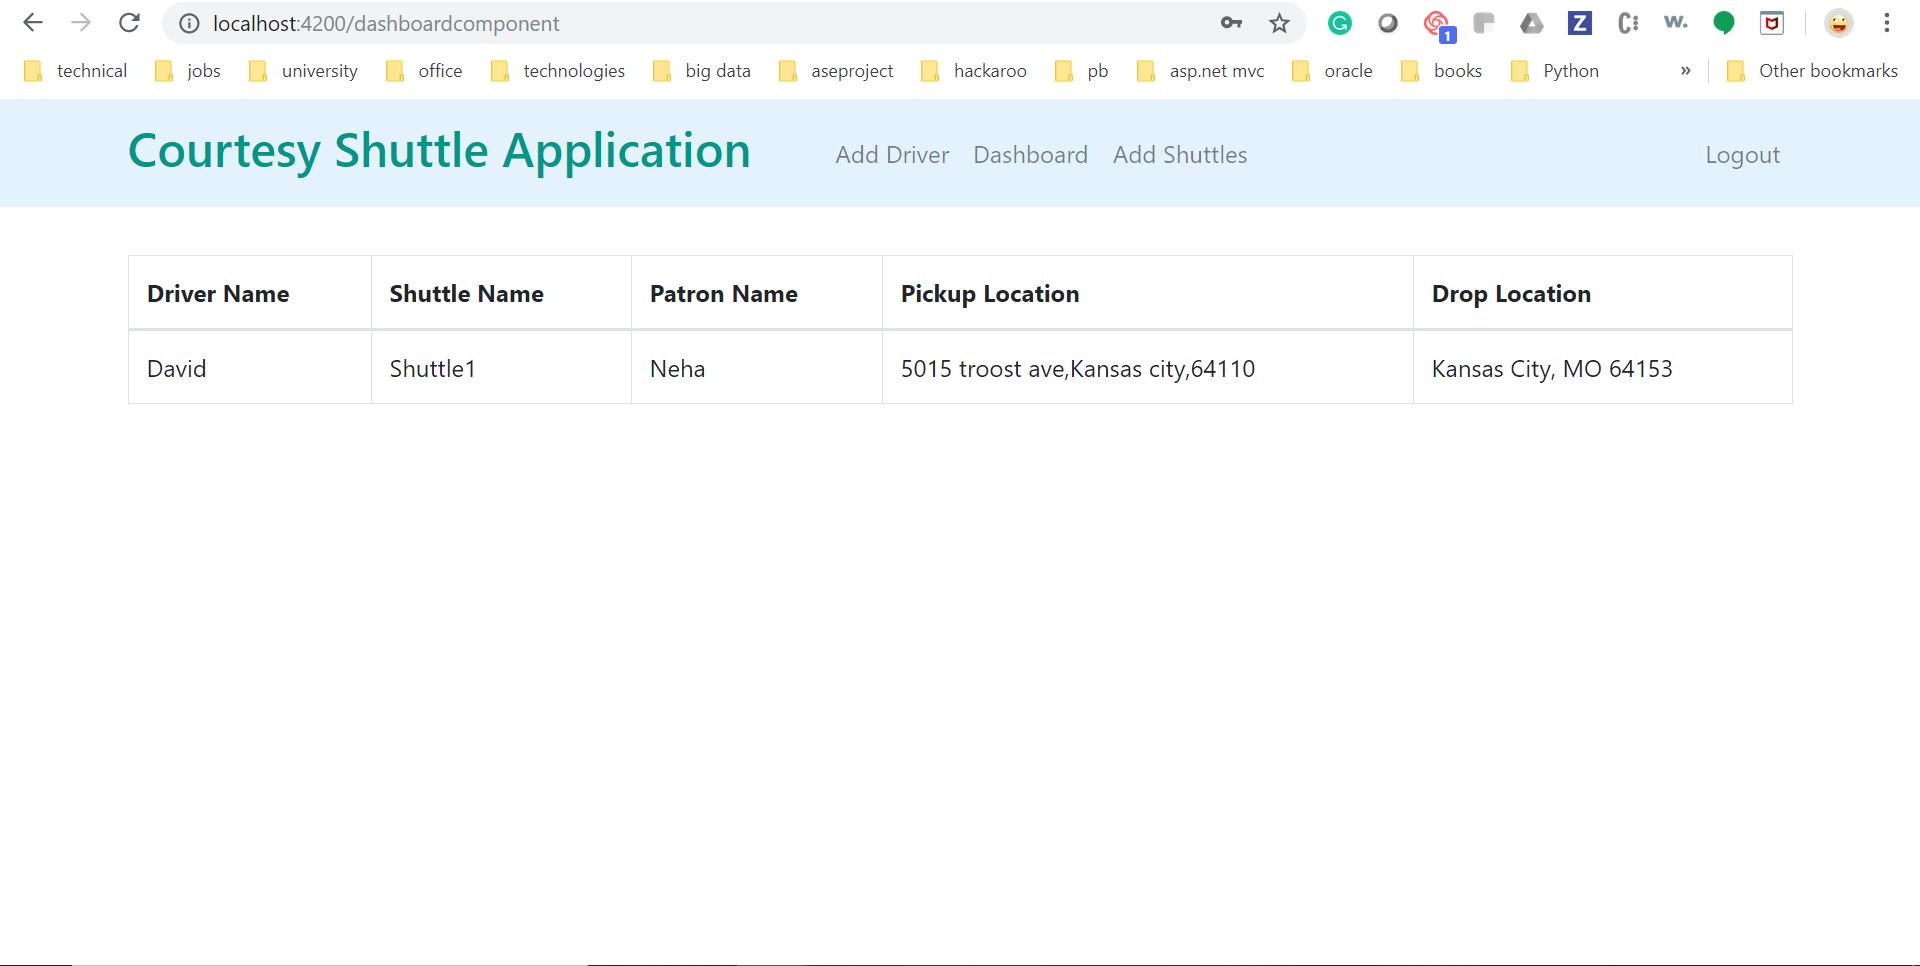 localhost:4200/dashboardcomponent
1
technical jobs university office technologies big data aseproject hackaroo pb asp.net mvc oracle books Python » Other bookmarks
Courtesy Shuttle Application Add Driver Dashboard Add Shuttles Logout
Driver Name Shuttle Name Patron Name Pickup Location Drop Location
David Shuttle1 Neha 5015 troost ave,Kansas city,64110 Kansas City, MO 64153